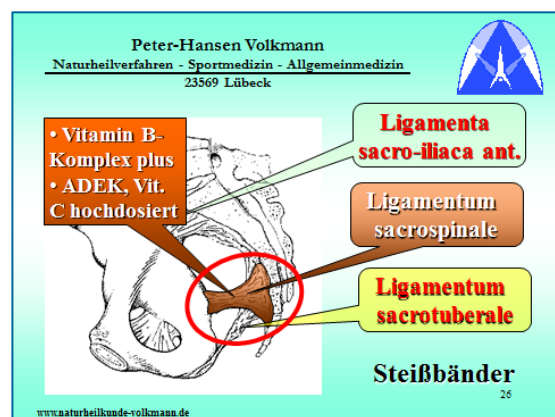 Peter-Hansen Volkmann
Naturheilverfahren - Sportmedizin - Allgemeinmedizin
23569 Lübeck
• Vitamin B-
Komplex plus
• ADEK, Vit.
C hochdosiert
Ligamenta
sacro-iliaca ant.
Ligamentum
sacrospinale
Ligamentum
sacrotuberale
Steißbänder
26
www.naturheilkunde-volkmann.de